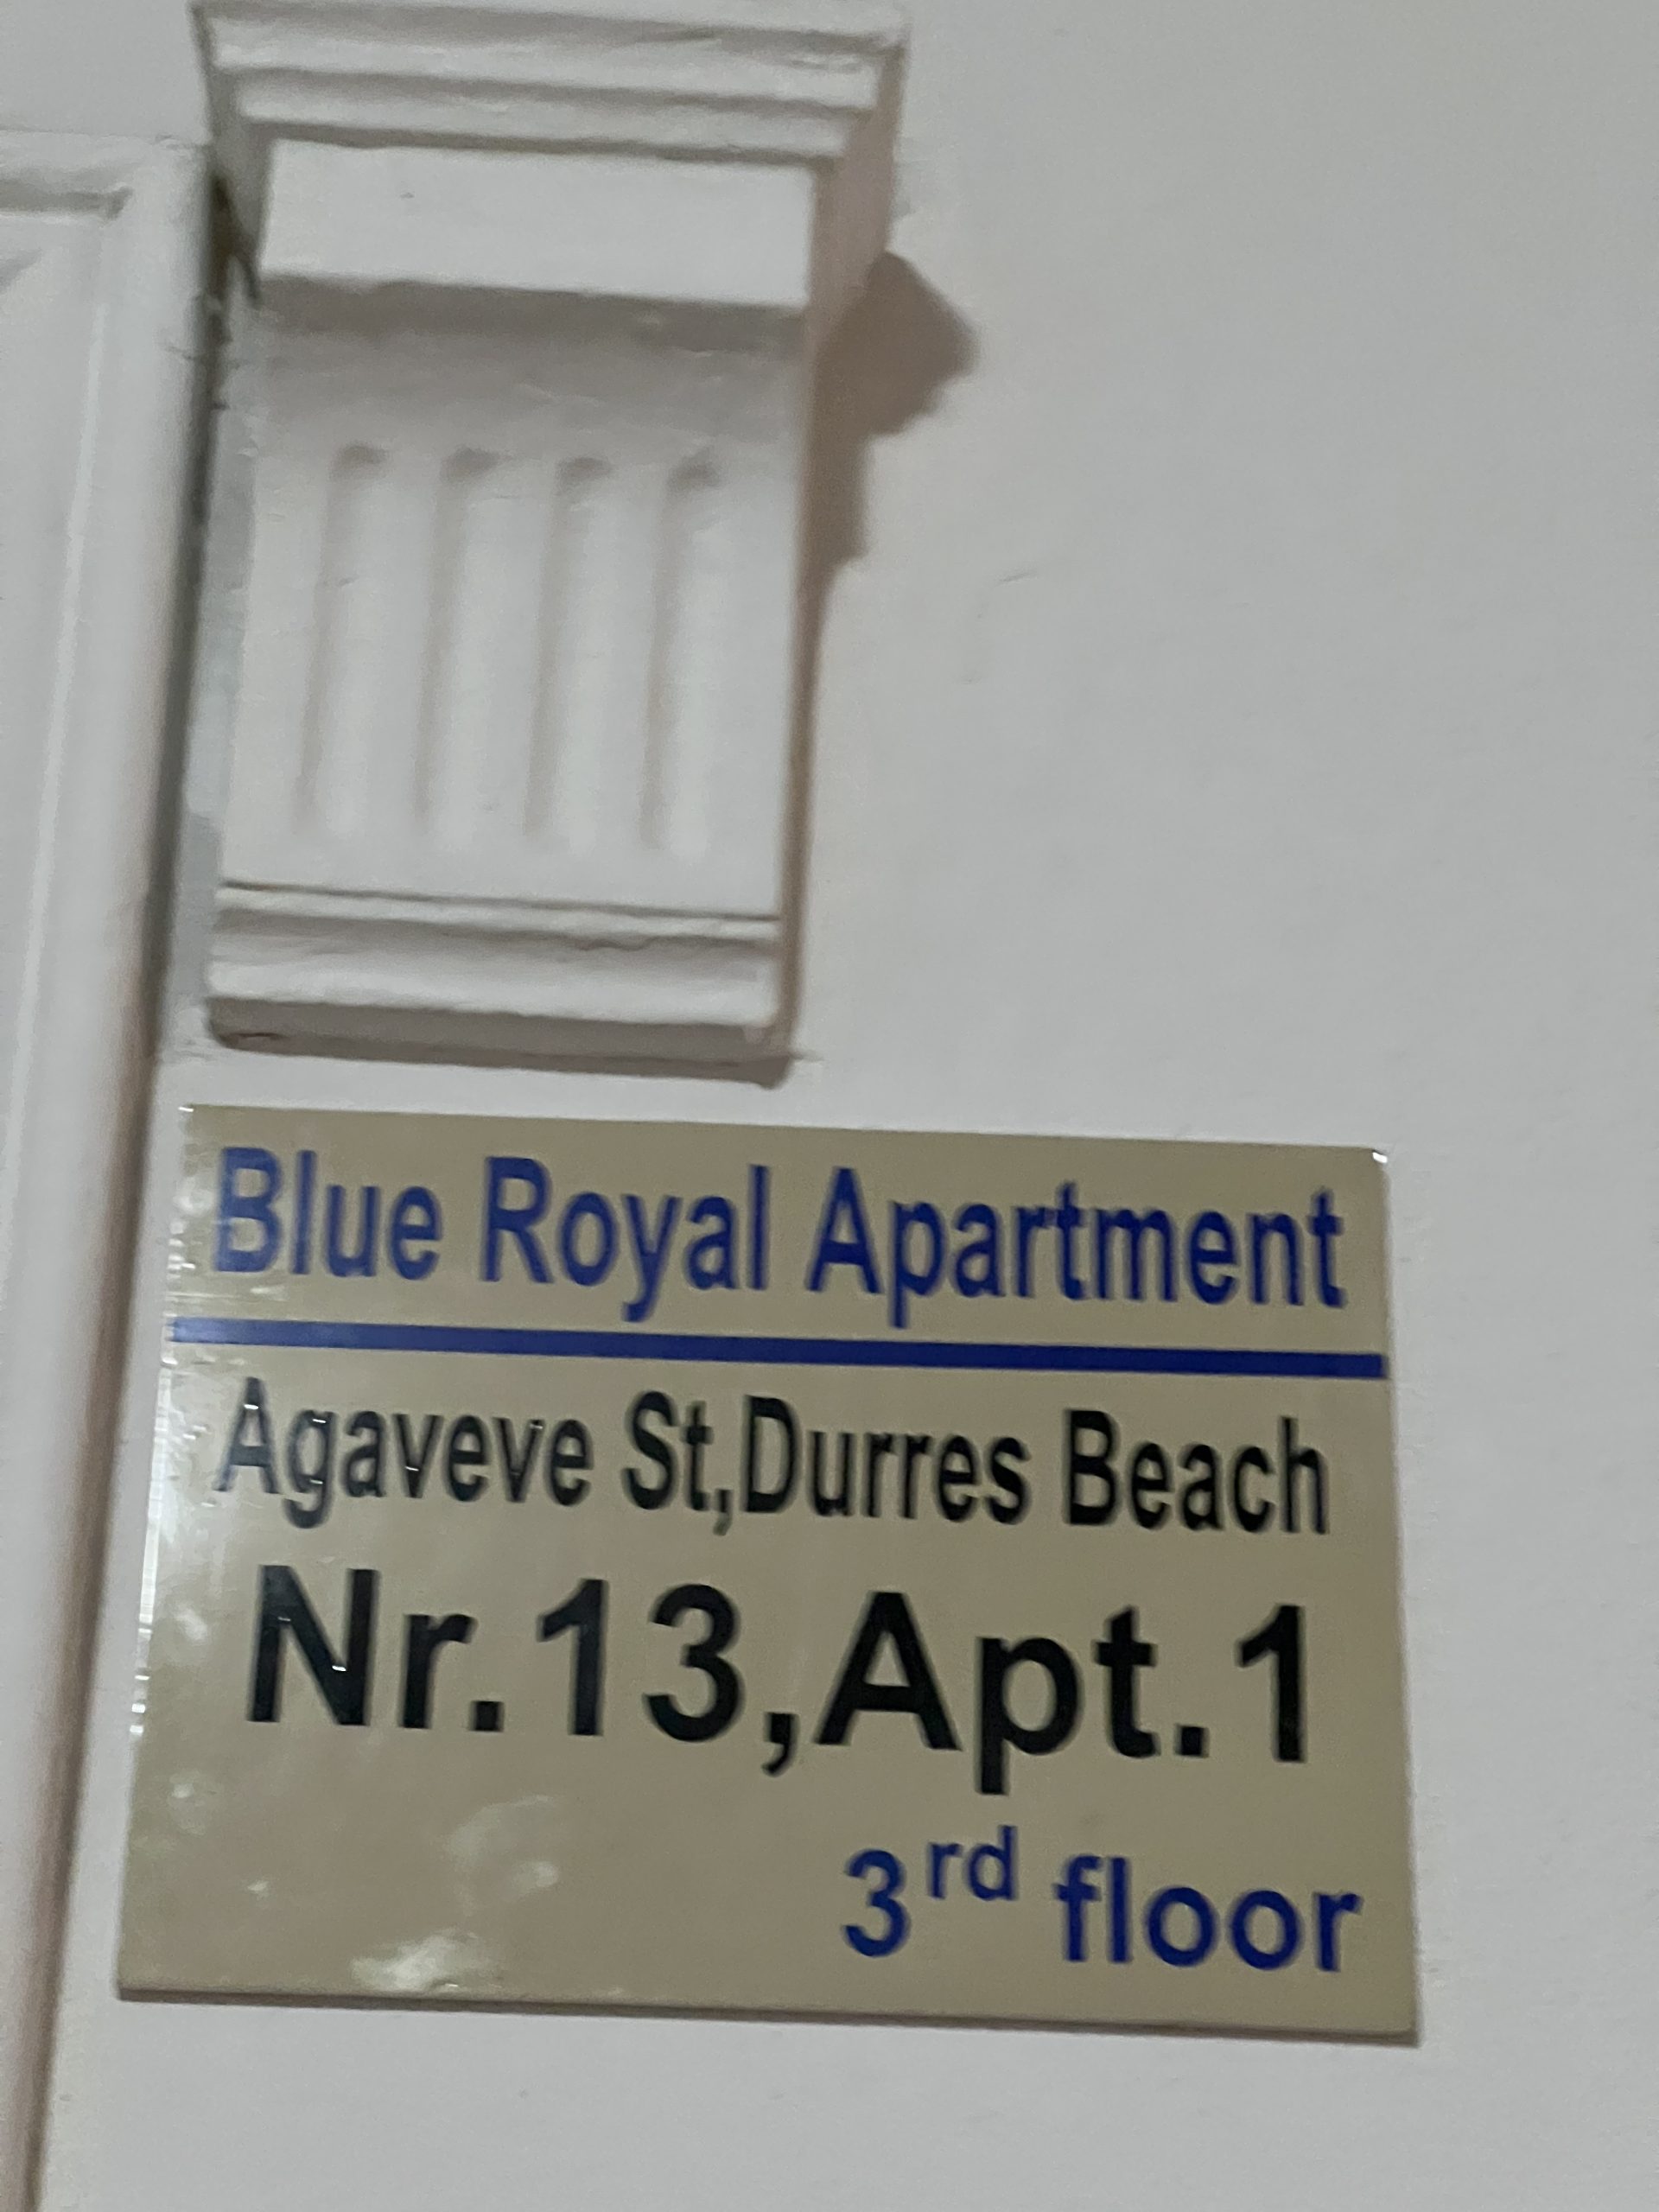 Blue Royal Apartment
Agaveve St,Durres Beach
Nr.13,Apt.1
3rd floor